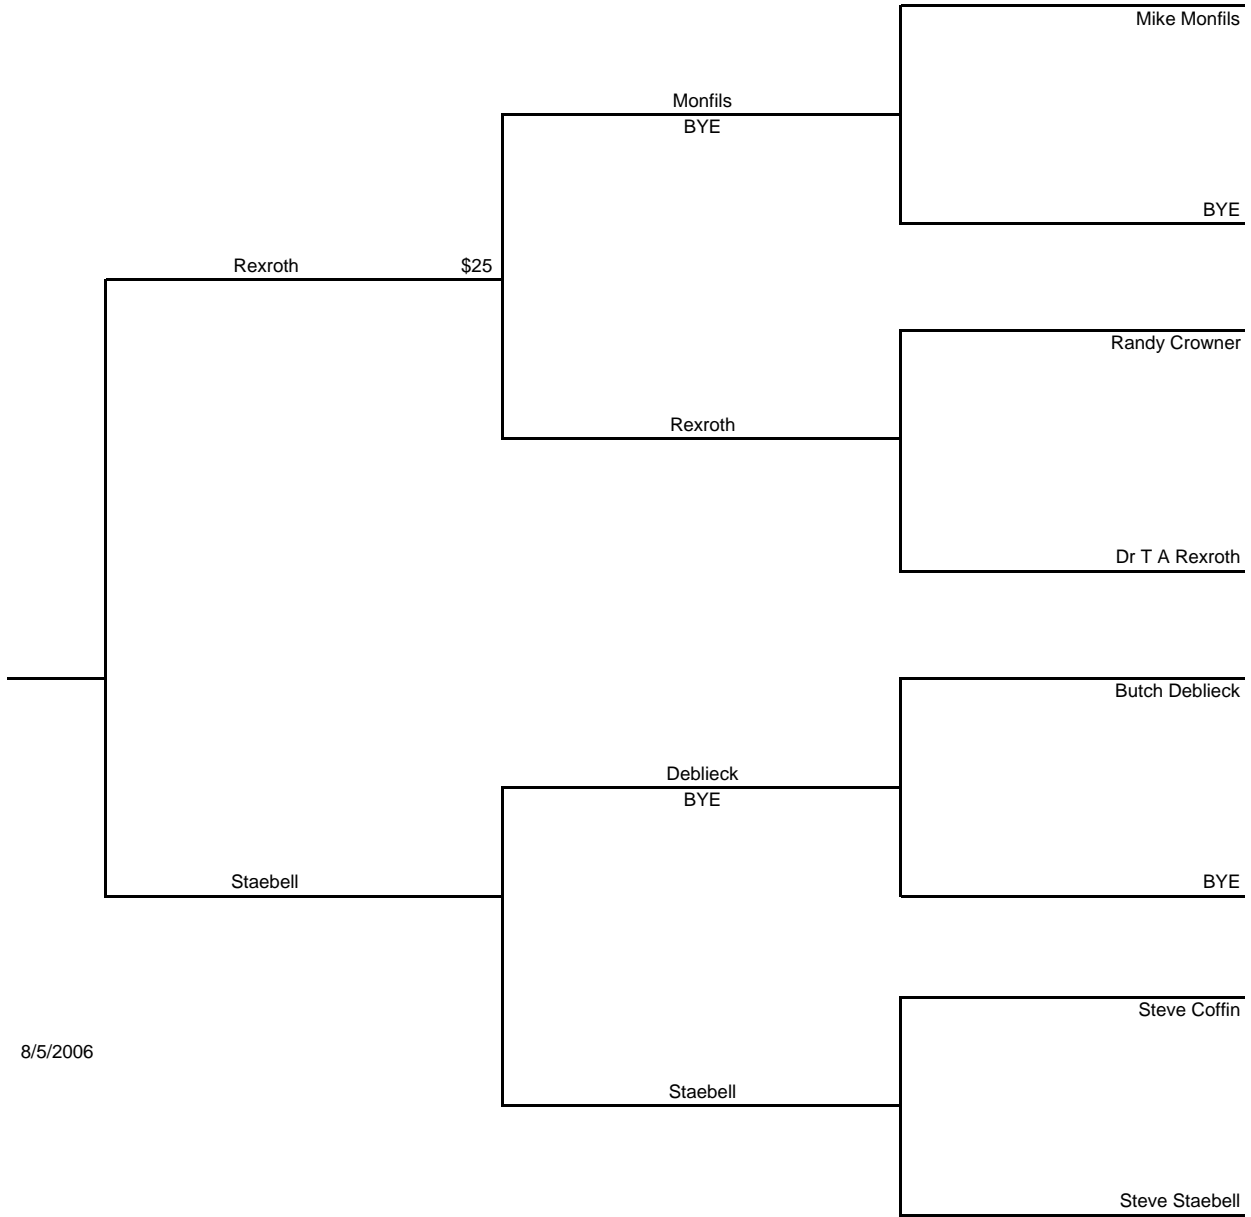 Mike Monfils
Monfils
BYE
BYE
Rexroth $25
Randy Crowner
Rexroth
Dr T A Rexroth
Butch Deblieck
Deblieck
BYE
Staebell
BYE
Steve Coffin
8/5/2006
Staebell
Steve Staebell